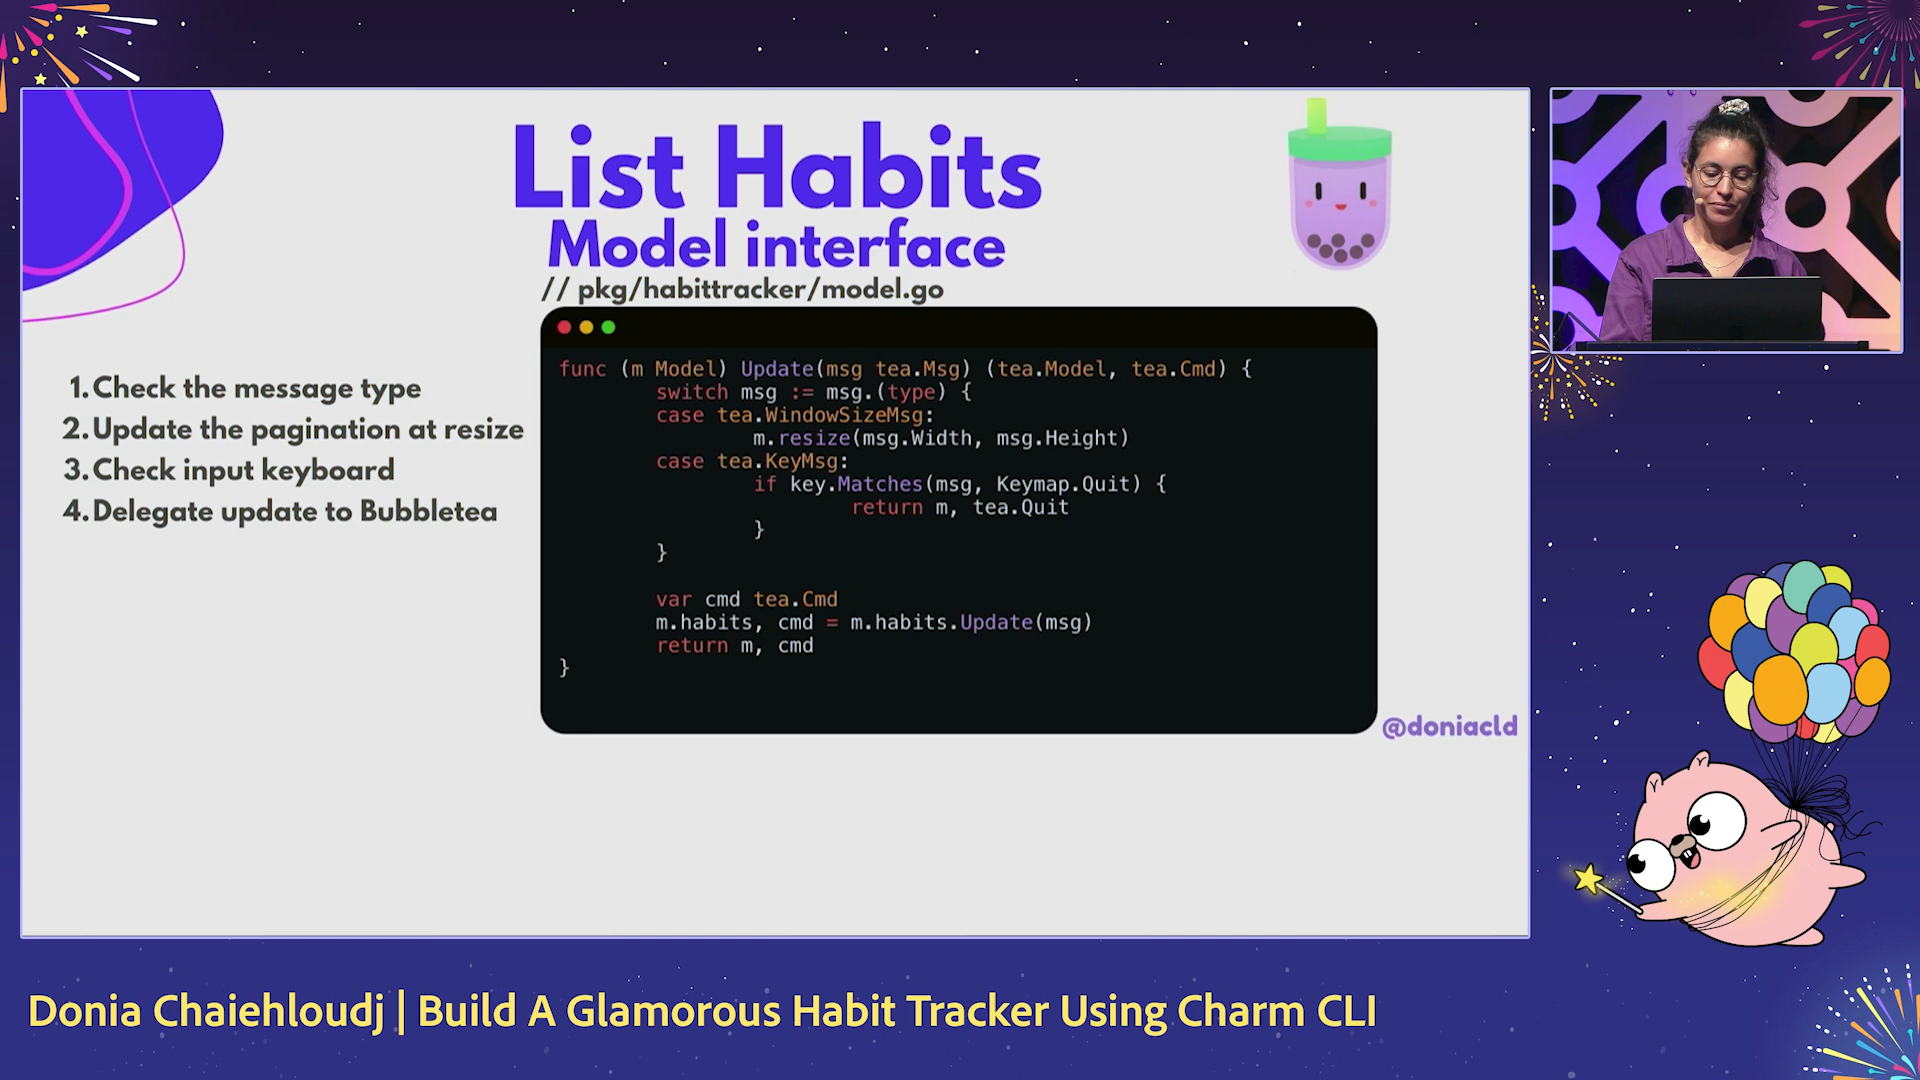 List Habits
Model interface
// pkg/habittracker/model.go
1. Check the message type
2. Update the pagination at resize
3. Check input keyboard
4. Delegate update to Bubbletea
func (m Model) Update(msg tea.Msg) (tea.Model, tea.Cmd) {
switch msg := msg.(type) {
case tea.WindowSizeMsg:
m.resize(msg.Width, msg.Height)
case tea.KeyMsg:
if key.Matches(msg, Keymap.Quit) {
return m, tea.Quit
}
}
var cmd tea.Cmd
m.habits, cmd = m.habits.Update(msg)
return m, cmd
}
@doniacld
Donia Chaiehloudj | Build A Glamorous Habit Tracker Using Charm CLI